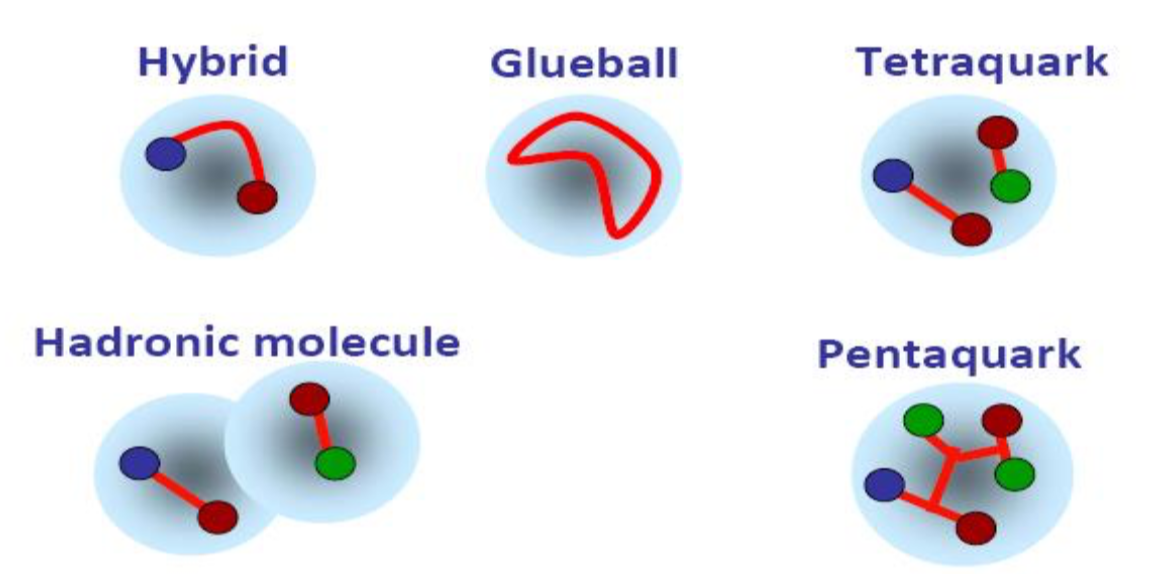 Hybrid
Glueball
Tetraquark
Hadronic molecule
Pentaquark